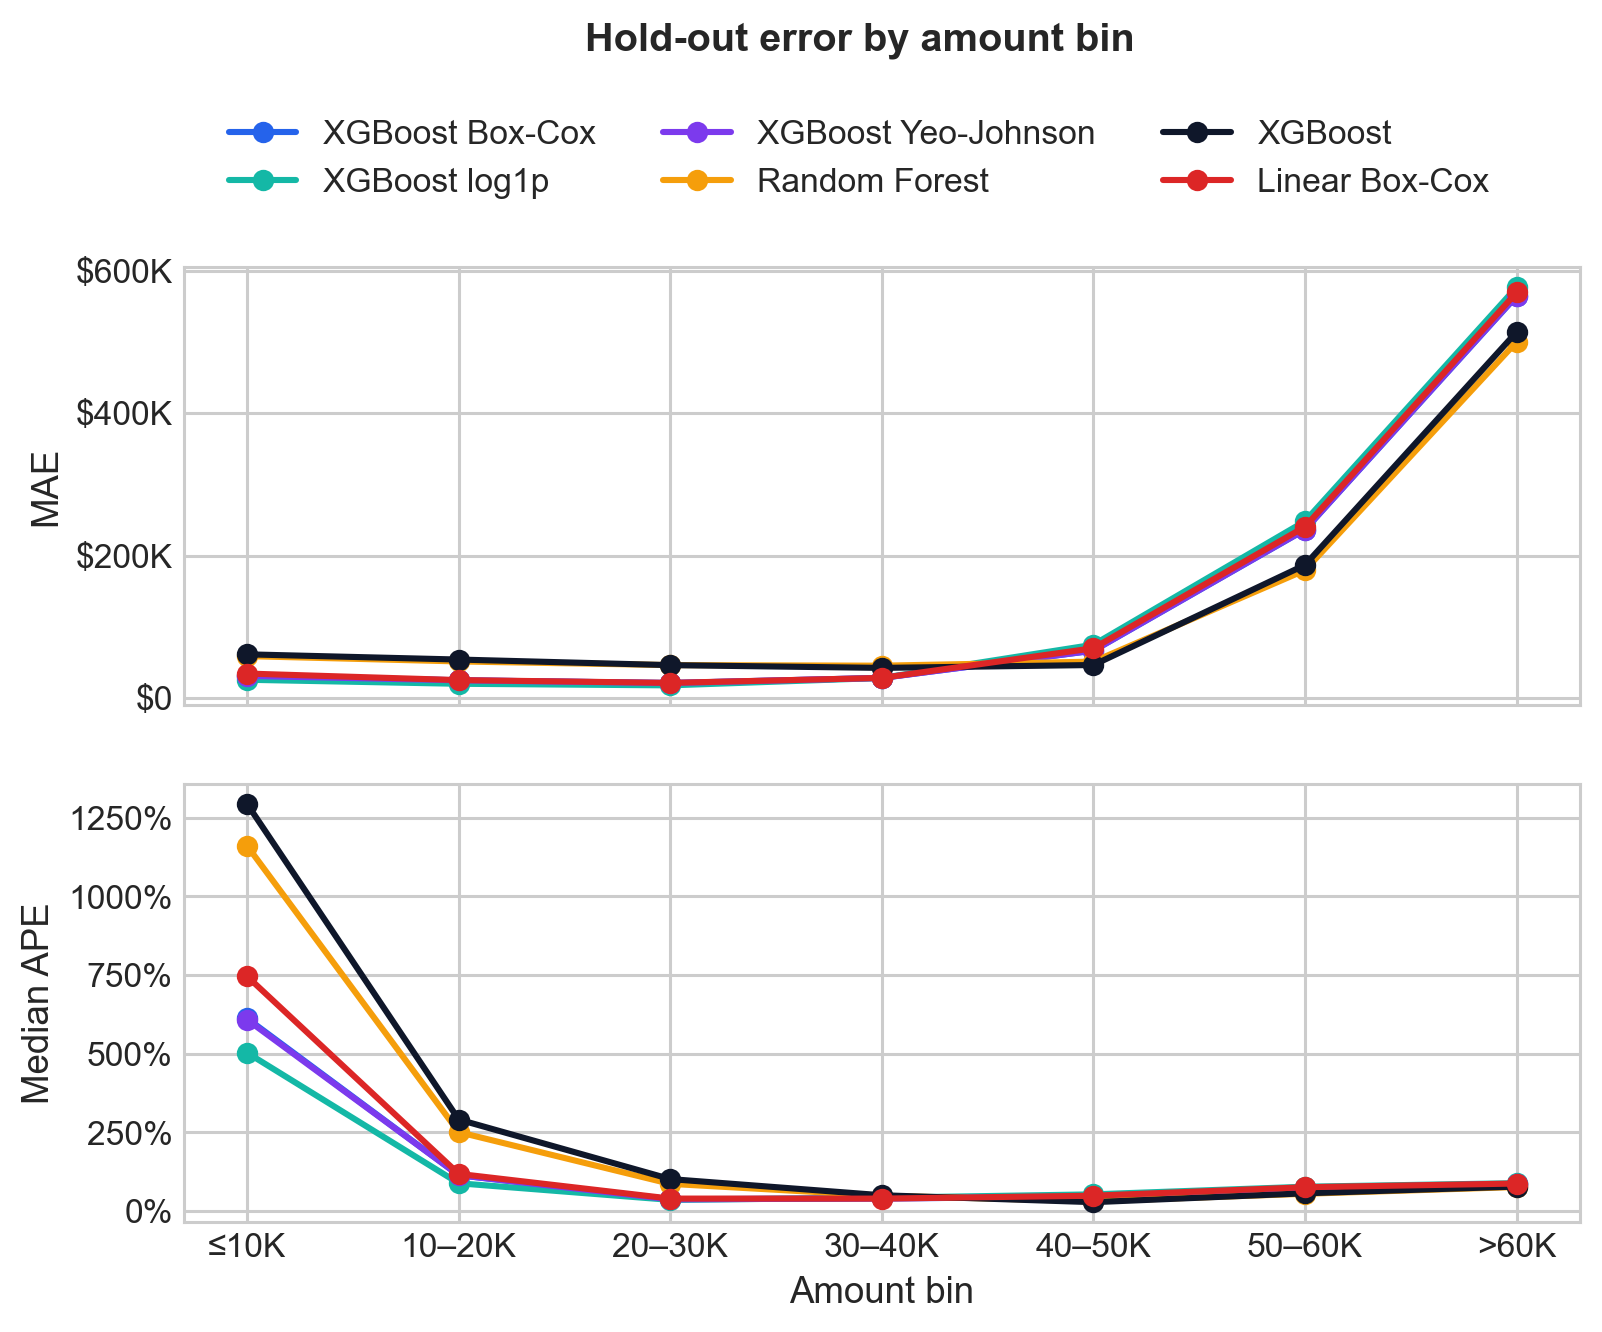 Hold-out error by amount bin
XGBoost Box-Cox
XGBoost Yeo-Johnson
XGBoost
XGBoost log1p
Random Forest
Linear Box-Cox
$600K
$400K
$200K
$0
MAE
1250%
1000%
750%
500%
250%
0%
Median APE
≤10K
10–20K
20–30K
30–40K
40–50K
50–60K
>60K
Amount bin